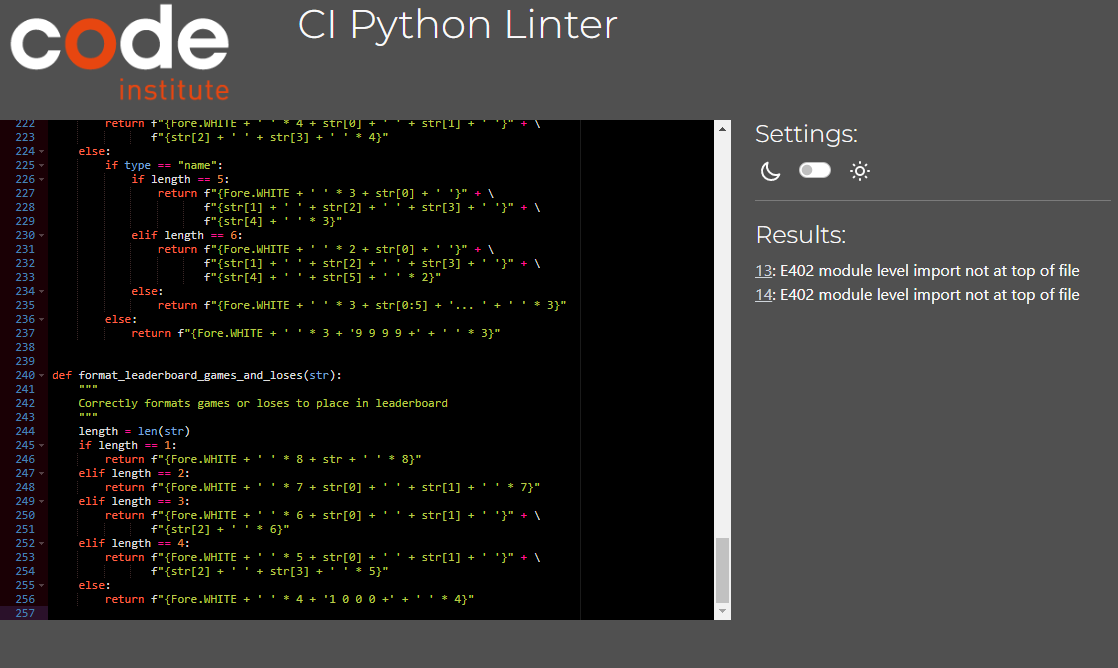 code
institute
CI Python Linter
222 return f"{Fore.WHITE + ' ' * 4 + str[0] + ' ' + str[1] + ' '}" + \
223 f"{str[2] + ' ' + str[3] + ' ' * 4}"
224 else:
225 if type == "name":
226 if length == 5:
227 return f"{Fore.WHITE + ' ' * 3 + str[0] + ' '}" + \
228 f"{str[1] + ' ' + str[2] + ' ' + str[3] + ' '}" + \
229 f"{str[4] + ' ' * 3}"
230 elif length == 6:
231 return f"{Fore.WHITE + ' ' * 2 + str[0] + ' '}" + \
232 f"{str[1] + ' ' + str[2] + ' ' + str[3] + ' '}" + \
233 f"{str[4] + ' ' + str[5] + ' ' * 2}"
234 else:
235 return f"{Fore.WHITE + ' ' * 3 + str[0:5] + '... ' + ' ' * 3}"
236 else:
237 return f"{Fore.WHITE + ' ' * 3 + '9 9 9 9 +' + ' ' * 3}"
238
239
240 def format_leaderboard_games_and_loses(str):
241 """
242 Correctly formats games or loses to place in leaderboard
243 """
244 length = len(str)
245 if length == 1:
246 return f"{Fore.WHITE + ' ' * 8 + str + ' ' * 8}"
247 elif length == 2:
248 return f"{Fore.WHITE + ' ' * 7 + str[0] + ' ' + str[1] + ' ' * 7}"
249 elif length == 3:
250 return f"{Fore.WHITE + ' ' * 6 + str[0] + ' ' + str[1] + ' '}" + \
251 f"{str[2] + ' ' * 6}"
252 elif length == 4:
253 return f"{Fore.WHITE + ' ' * 5 + str[0] + ' ' + str[1] + ' '}" + \
254 f"{str[2] + ' ' + str[3] + ' ' * 5}"
255 else:
256 return f"{Fore.WHITE + ' ' * 4 + '1 0 0 0 +' + ' ' * 4}"
257
Settings:
Results:
13: E402 module level import not at top of file
14: E402 module level import not at top of file